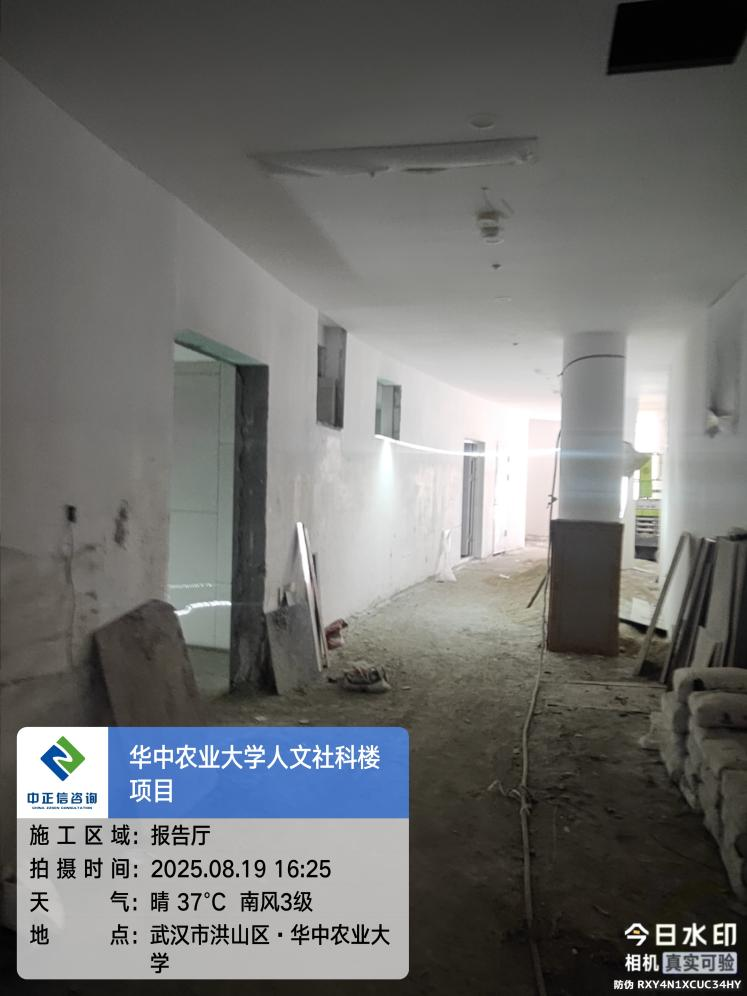 中正信咨询
CHINA ZZXIN CONSULTATION
华中农业大学人文社科楼
项目
施工区域：报告厅
拍摄时间：2025.08.19 16:25
天气：晴 37℃ 南风3级
地点：武汉市洪山区·华中农业大
学
今日水印
相机 真实可验
防伪 RXY4N1XCUC34HY